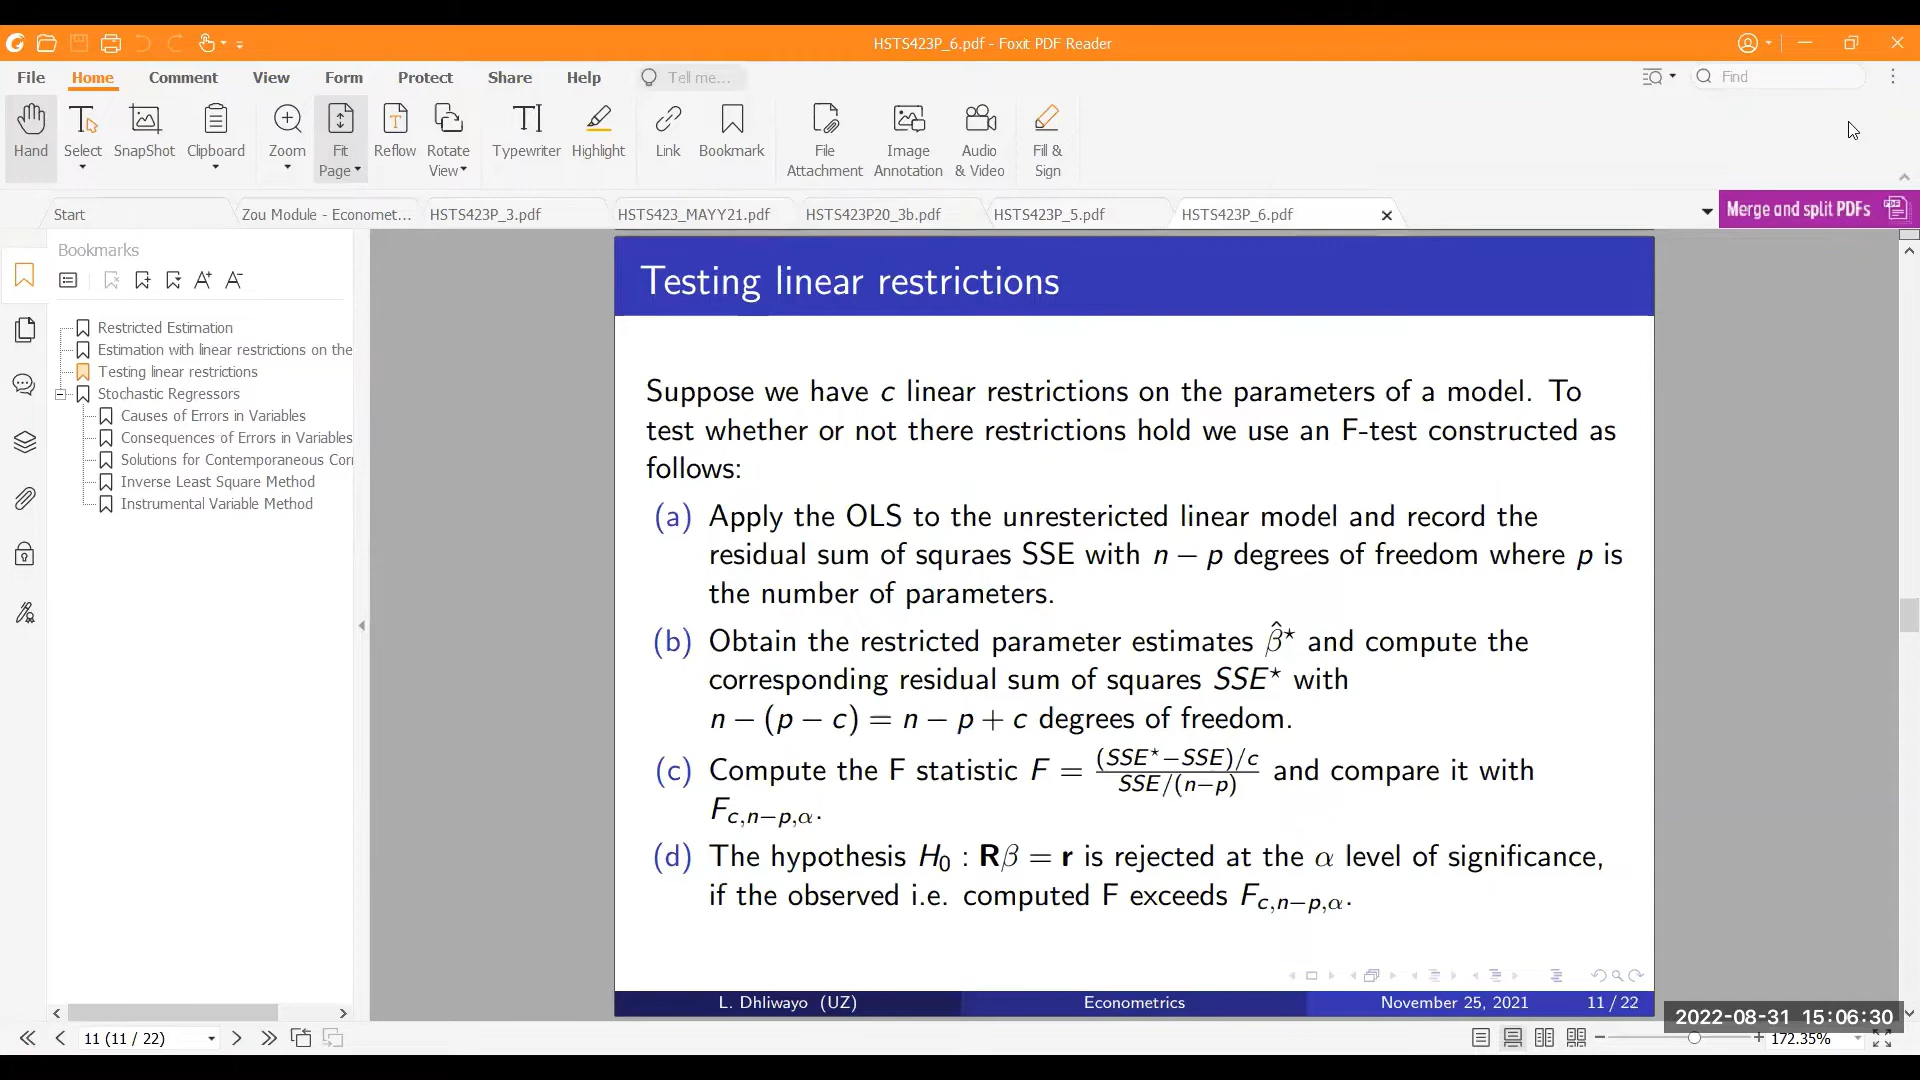 HSTS423P_6.pdf - Foxit PDF Reader
File Home Comment View Form Protect Share Help Tell me... Find
Hand Select SnapShot Clipboard Zoom Fit Page Reflow Rotate View Typewriter Highlight Link Bookmark File Attachment Image Annotation Audio & Video Fill & Sign
Start Zou Module - Economet... HSTS423P_3.pdf HSTS423_MAYY21.pdf HSTS423P20_3b.pdf HSTS423P_5.pdf HSTS423P_6.pdf Merge and split PDFs
Bookmarks
Restricted Estimation
Estimation with linear restrictions on the
Testing linear restrictions
Stochastic Regressors
Causes of Errors in Variables
Consequences of Errors in Variables
Solutions for Contemporaneous Corr
Inverse Least Square Method
Instrumental Variable Method
Testing linear restrictions
Suppose we have c linear restrictions on the parameters of a model. To
test whether or not there restrictions hold we use an F-test constructed as
follows:
(a) Apply the OLS to the unrestericted linear model and record the
residual sum of squraes SSE with n − p degrees of freedom where p is
the number of parameters.
(b) Obtain the restricted parameter estimates β̂⋆ and compute the
corresponding residual sum of squares SSE⋆ with
n − (p − c) = n − p + c degrees of freedom.
(c) Compute the F statistic F = (SSE⋆−SSE)/c / SSE/(n−p) and compare it with
F_{c,n−p,α}.
(d) The hypothesis H₀ : Rβ = r is rejected at the α level of significance,
if the observed i.e. computed F exceeds F_{c,n−p,α}.
L. Dhliwayo (UZ) Econometrics November 25, 2021 11 / 22
2022-08-31 15:06:30
11 (11 / 22) 172.35%